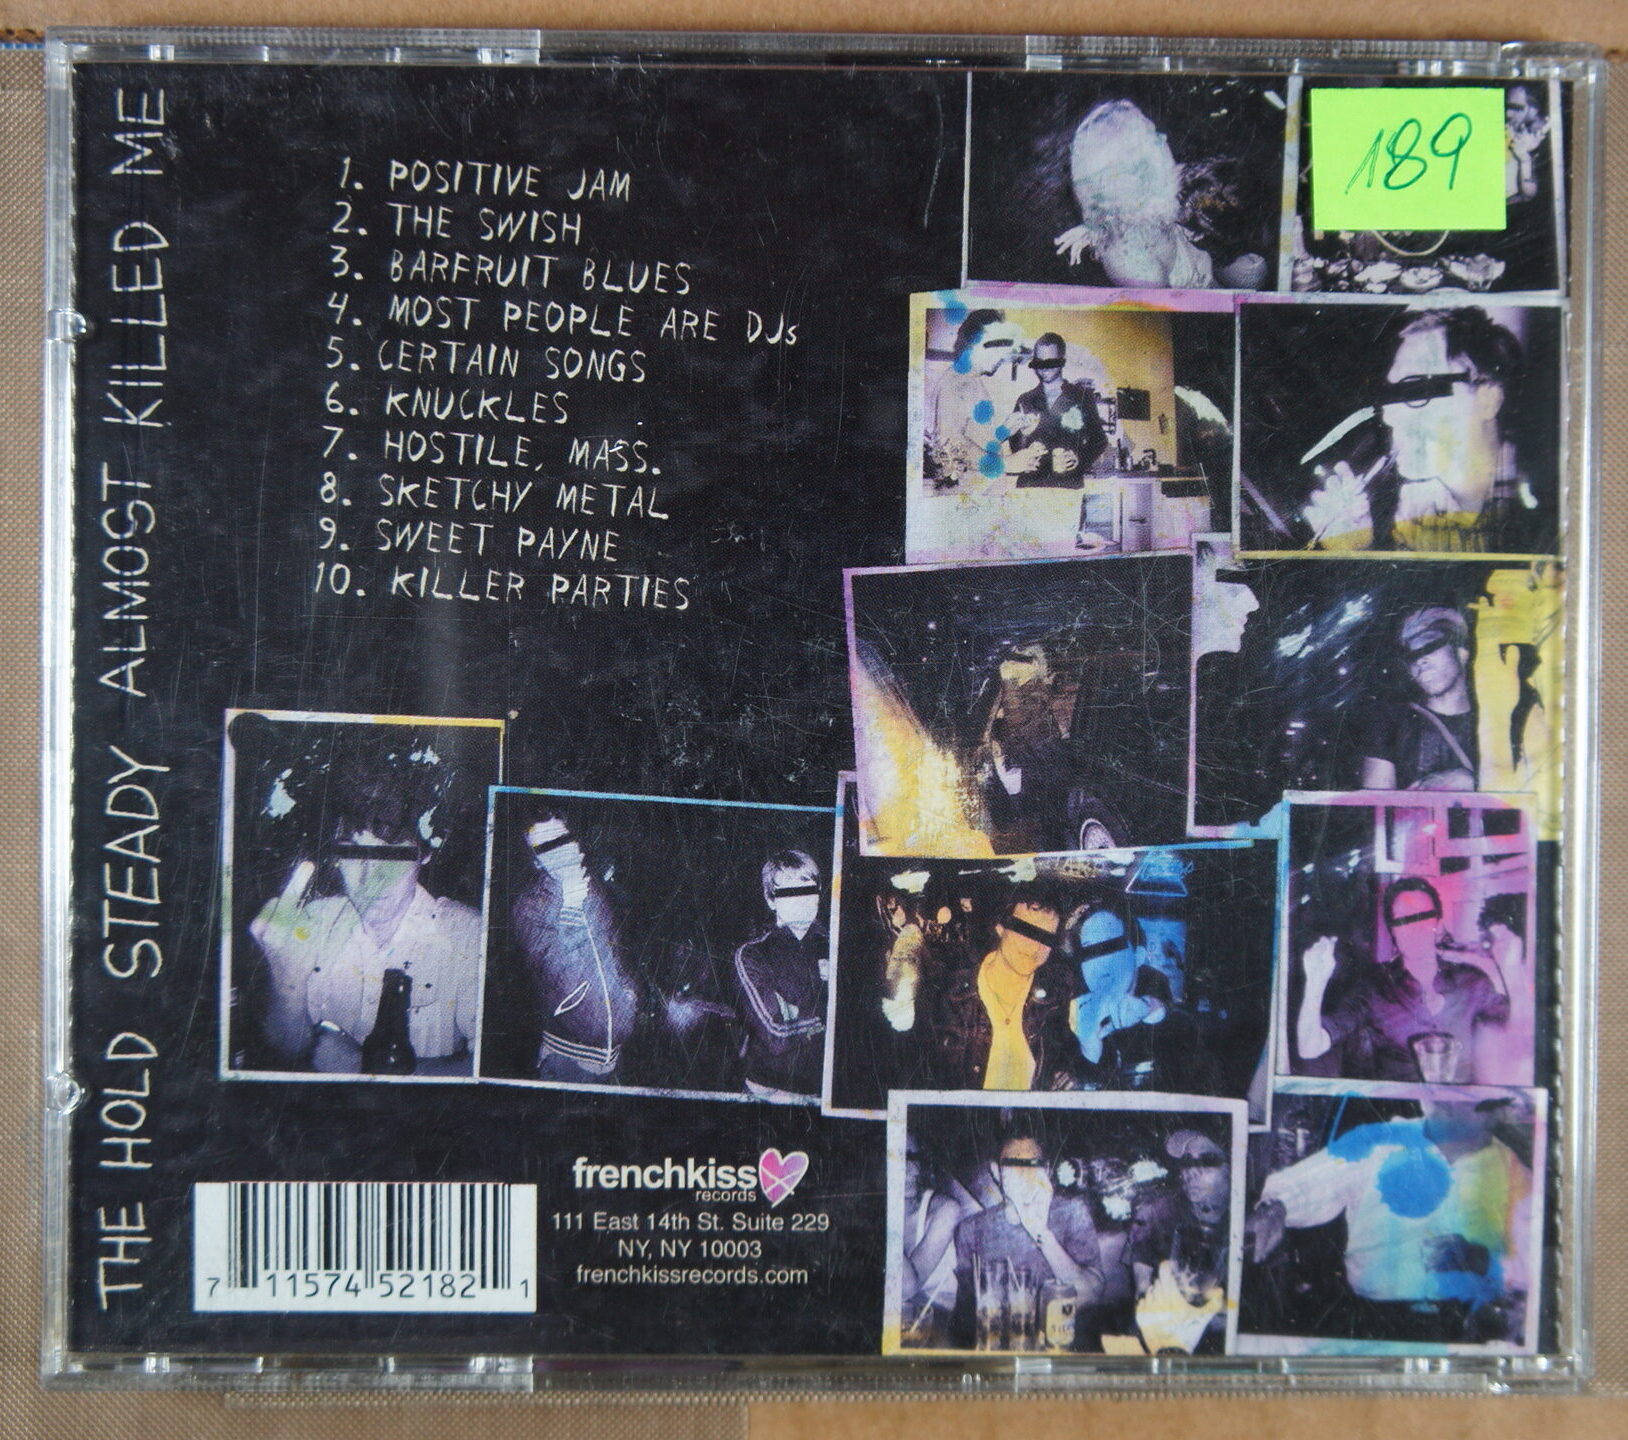 THE HOLD STEADY ALMOST KILLED ME
1. POSITIVE JAM
2. THE SWISH
3. BARFRUIT BLUES
4. MOST PEOPLE ARE DJs
5. CERTAIN SONGS
6. KNUCKLES
7. HOSTILE, MASS.
8. SKETCHY METAL
9. SWEET PAYNE
10. KILLER PARTIES
189
D
frenchkiss
records
111 East 14th St. Suite 229
NY, NY 10003
frenchkissrecords.com
7 11574 52182 1